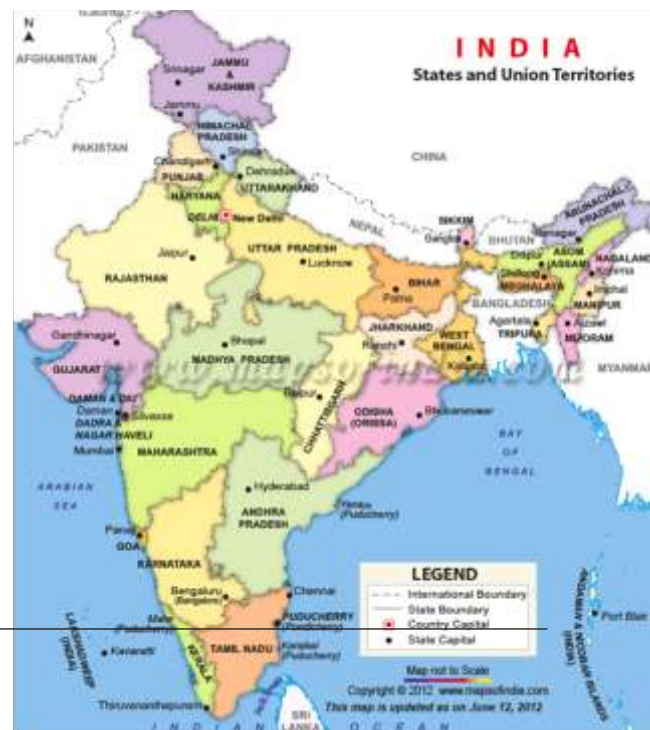 INDIA
States and Union Territories
N
AFGHANISTAN
JAMMU
&
KASHMIR
Srinagar
Jammu
PAKISTAN
CHINA
HIMACHAL
PRADESH
Shimla
Chandigarh
PUNJAB
Dehradun
UTTARAKHAND
HARYANA
DELHI
New Delhi
NEPAL
SIKKIM
Gangtok
BHUTAN
ARUNACHAL
PRADESH
Itanagar
ASOM
(ASSAM)
Dispur
NAGALAND
Kohima
Shillong
MEGHALAYA
Imphal
MANIPUR
BANGLADESH
Agartala
TRIPURA
Aizawl
MIZORAM
MYANMAR
RAJASTHAN
Jaipur
UTTAR PRADESH
Lucknow
BIHAR
Patna
JHARKHAND
Ranchi
WEST
BENGAL
Kolkata
Gandhinagar
GUJARAT
Bhopal
MADHYA PRADESH
www.mapsofindia.com
Raipur
CHHATTISGARH
ODISHA
(ORISSA)
Bhubaneswar
DAMAN & DIU
Daman
Silvassa
DADRA &
NAGAR HAVELI
Mumbai
MAHARASHTRA
ARABIAN
SEA
BAY
OF
BENGAL
Hyderabad
ANDHRA
PRADESH
Yanam
(Puducherry)
Panaji
GOA
KARNATAKA
Bengaluru
(Bangalore)
Chennai
Mahe
(Puducherry)
PUDUCHERRY
(Pondicherry)
TAMIL NADU
Karaikal
(Puducherry)
KERALA
LAKSHADWEEP
(INDIA)
Kavaratti
Thiruvananthapuram
SRI
LANKA
INDIAN OCEAN
ANDAMAN & NICOBAR ISLANDS
(INDIA)
Port Blair
LEGEND
International Boundary
State Boundary
Country Capital
State Capital
Map not to Scale
Copyright © 2012 www.mapsofindia.com
This map is updated as on June 12, 2012